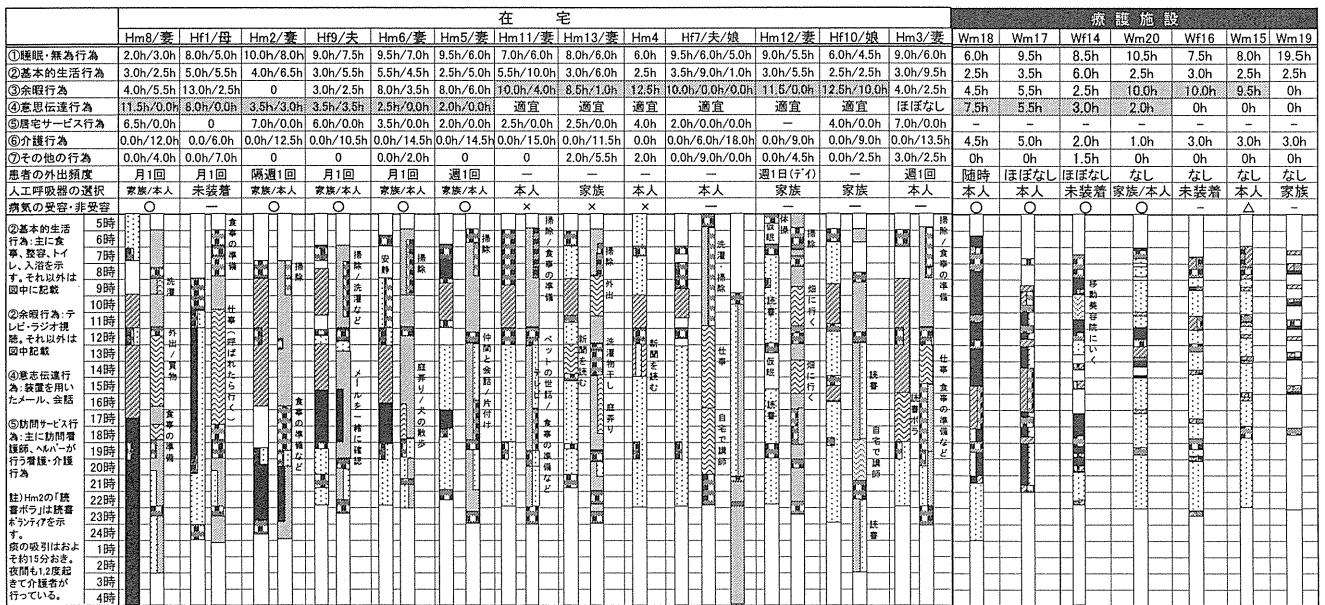 在 宅
療護施設
Hm8/妻 Hf1/母 Hm2/妻 Hf9/夫 Hm6/妻 Hm5/妻 Hm11/妻 Hm13/妻 Hm4 Hf7/夫/娘 Hm12/妻 Hf10/娘 Hm3/妻 Wm18 Wm17 Wf14 Wm20 Wf16 Wm15 Wm19
①睡眠・無為行為 2.0h/3.0h 8.0h/5.0h 10.0h/8.0h 9.0h/7.5h 9.5h/7.0h 9.5h/6.0h 7.0h/6.0h 8.0h/6.0h 6.0h 9.5h/6.0h/7.0h 9.0h/5.5h 6.0h/4.5h 9.0h/6.0h 6.0h 9.5h 8.5h 10.5h 7.5h 8.0h 19.5h
②基本的生活行為 3.0h/2.5h 5.0h/5.5h 4.0h/6.5h 3.0h/5.5h 5.5h/4.5h 2.5h/5.0h 5.5h/10.0h 3.0h/6.0h 2.5h 3.5h/9.0h/1.0h 3.0h/5.5h 2.5h/5.5h 3.0h/9.5h 2.5h 3.5h 6.0h 2.5h 3.0h 2.5h 2.5h
③余暇行為 4.0h/5.5h 13.0h/2.5h 0 3.0h/2.5h 8.0h/3.5h 8.0h/6.0h 10.0h/4.0h 8.5h/1.0h 12.5h 10.0h/0.0h/0.0h 11.5h/0.0h 12.5h/10.0h 4.0h/2.5h 4.5h 5.5h 2.5h 10.0h 10.0h 9.5h 0h
④意思伝達行為 11.5h/0.0h 8.0h/0.0h 3.5h/3.0h 3.5h/3.5h 2.5h/0.0h 2.0h/0.0h 適宜 適宜 適宜 適宜 適宜 適宜 ほぼなし 7.5h 5.5h 3.0h 2.0h 0h 0h 0h
⑤居宅サービス行為 6.5h/0.0h 0 7.0h/0.0h 6.0h/0.0h 3.5h/0.0h 2.0h/0.0h 2.5h/0.0h 2.5h/0.0h 4.0h 2.0h/6.0h/0.0h － 4.0h/0.0h 7.0h/0.0h － － － － － － －
⑥介護行為 0.0h/12.0h 0.0/6.0h 0.0h/12.5h 0.0h/10.5h 0.0h/14.5h 0.0h/14.5h 0.0h/15.0h 0.0h/11.5h 0h 0.0h/6.0h/18.0h 0.0h/9.0h 0.0h/9.0h 0.0h/13.5h 4.5h 5.0h 2.0h 1.0h 3.0h 3.0h 3.0h
⑦その他の行為 0.0h/4.0h 0.0h/7.0h 0 0 0.0h/2.0h 0 0 2.0h/5.5h 2.0h 0.0h/9.0h/0.0h 0.0h/4.5h 0.0h/2.5h 3.0h/2.5h 0h 0h 1.5h 0h 0h 0h 0h
患者の外出頻度 月1回 月1回 隔週1回 月1回 月1回 週1回 － － － － 週1日(デイ) － 週1回 随時 ほぼなし ほぼなし なし なし なし なし
人工呼吸器の選択 家族/本人 未装着 家族/本人 家族/本人 家族/本人 家族/本人 本人 家族 本人 本人 家族 家族 本人 本人 本人 未装着 家族/本人 未装着 本人 家族
病気の受容・非受容 ○ － ○ ○ ○ ○ × × × － － － － ○ ○ ○ ○ － △ －
②基本的生活
行為:主に食
事、整容、トイ
レ、入浴を示
す。それ以外は
図中に記載
②余暇行為:テ
レビ・ラジオ視
聴。それ以外は
図中記載
④意志伝達行
為:装置を用い
たメール、会話
⑤訪問サービス行
為:主に訪問看
護師、ヘルパーが
行う看護・介護
行為
註)Hm2の「読
書ボラ」は読書
ボランティアを示
す。
痰の吸引はおよ
そ約15分おき。
夜間も1,2度起
きて介護者が
行っている。
5時
6時
7時
8時
9時
10時
11時
12時
13時
14時
15時
16時
17時
18時
19時
20時
21時
22時
23時
24時
1時
2時
3時
4時
洗濯
外出/買物
食事の準備
食事の準備
仕事(呼ばれたら行く)
掃除
食事の準備など
掃除/洗濯など
メールを一緒に確認
安静
掃除
庭弄り/犬の散歩
掃除
仲間と会話/片付け
掃除/食事の準備
ペットの世話/食事の準備など
テレビ
掃除
外出
新聞を読む
洗濯物干し
庭弄り
新聞を読む
洗濯・掃除
仕事
自宅で講師
仮眠
体操
掃除
読書
畑に行く
仮眠
畑に行く
読書
読書
自宅で講師
読書
掃除/食事の準備
仕事
読書ボラ
食事の準備など
移動美容院にいく